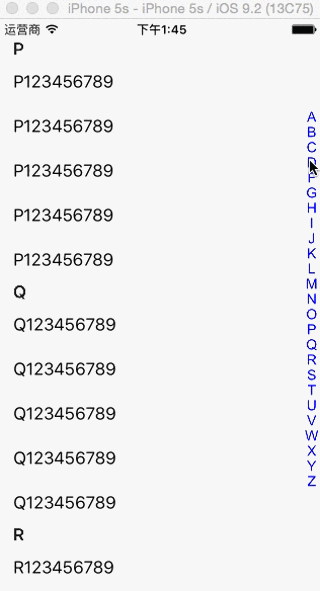 iPhone 5s - iPhone 5s / iOS 9.2 (13C75)
运营商 下午1:45
P
P123456789
P123456789
P123456789
P123456789
P123456789
Q
Q123456789
Q123456789
Q123456789
Q123456789
Q123456789
R
R123456789
A
B
C
D
F
G
H
I
J
K
L
M
N
O
P
Q
R
S
T
U
V
W
X
Y
Z